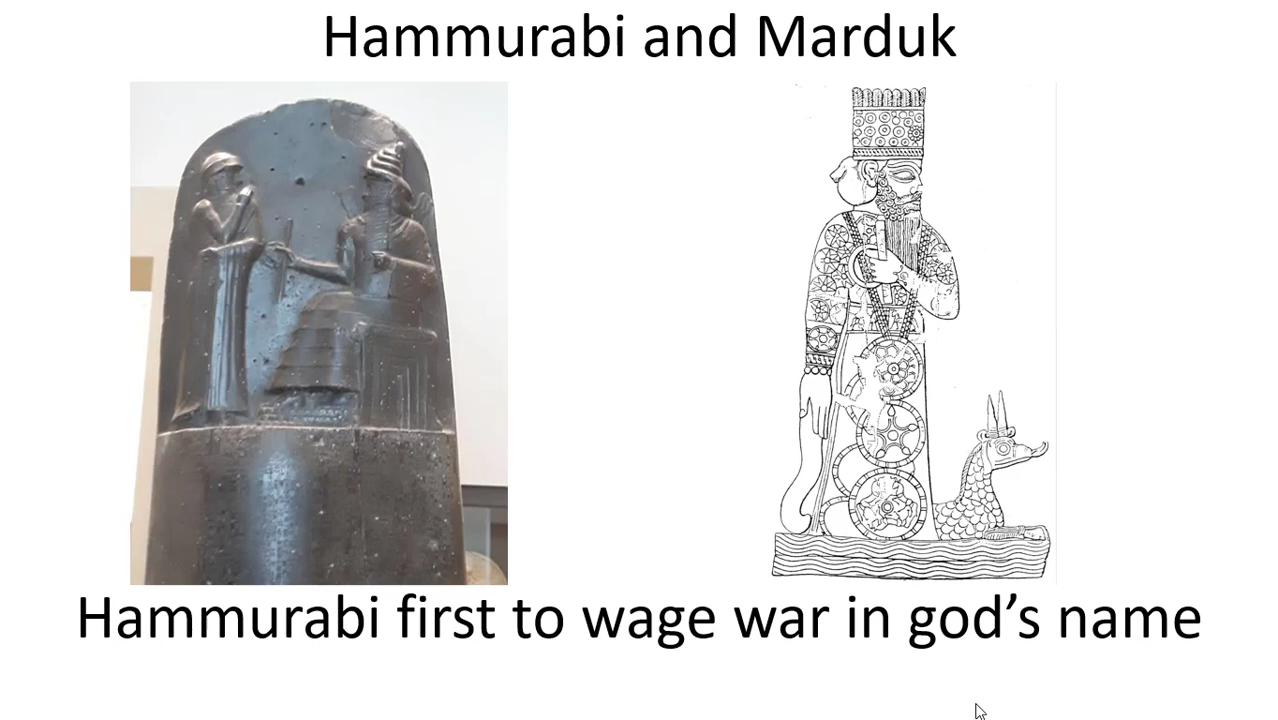 Hammurabi and Marduk
Hammurabi first to wage war in god’s name